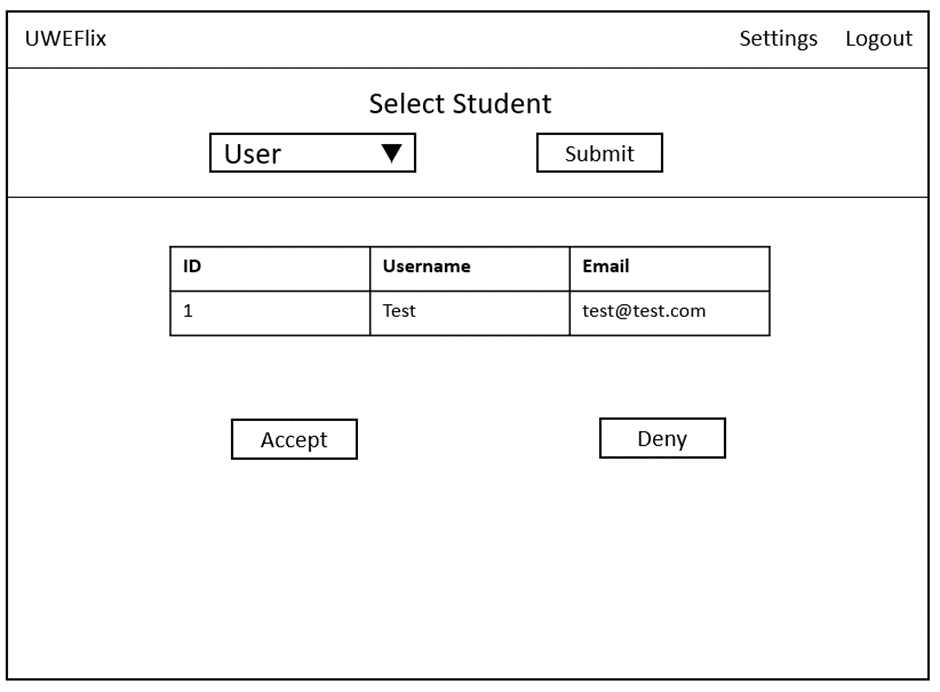 UWEFlix Settings Logout
Select Student
User Submit
ID Username Email
1 Test test@test.com
Accept Deny